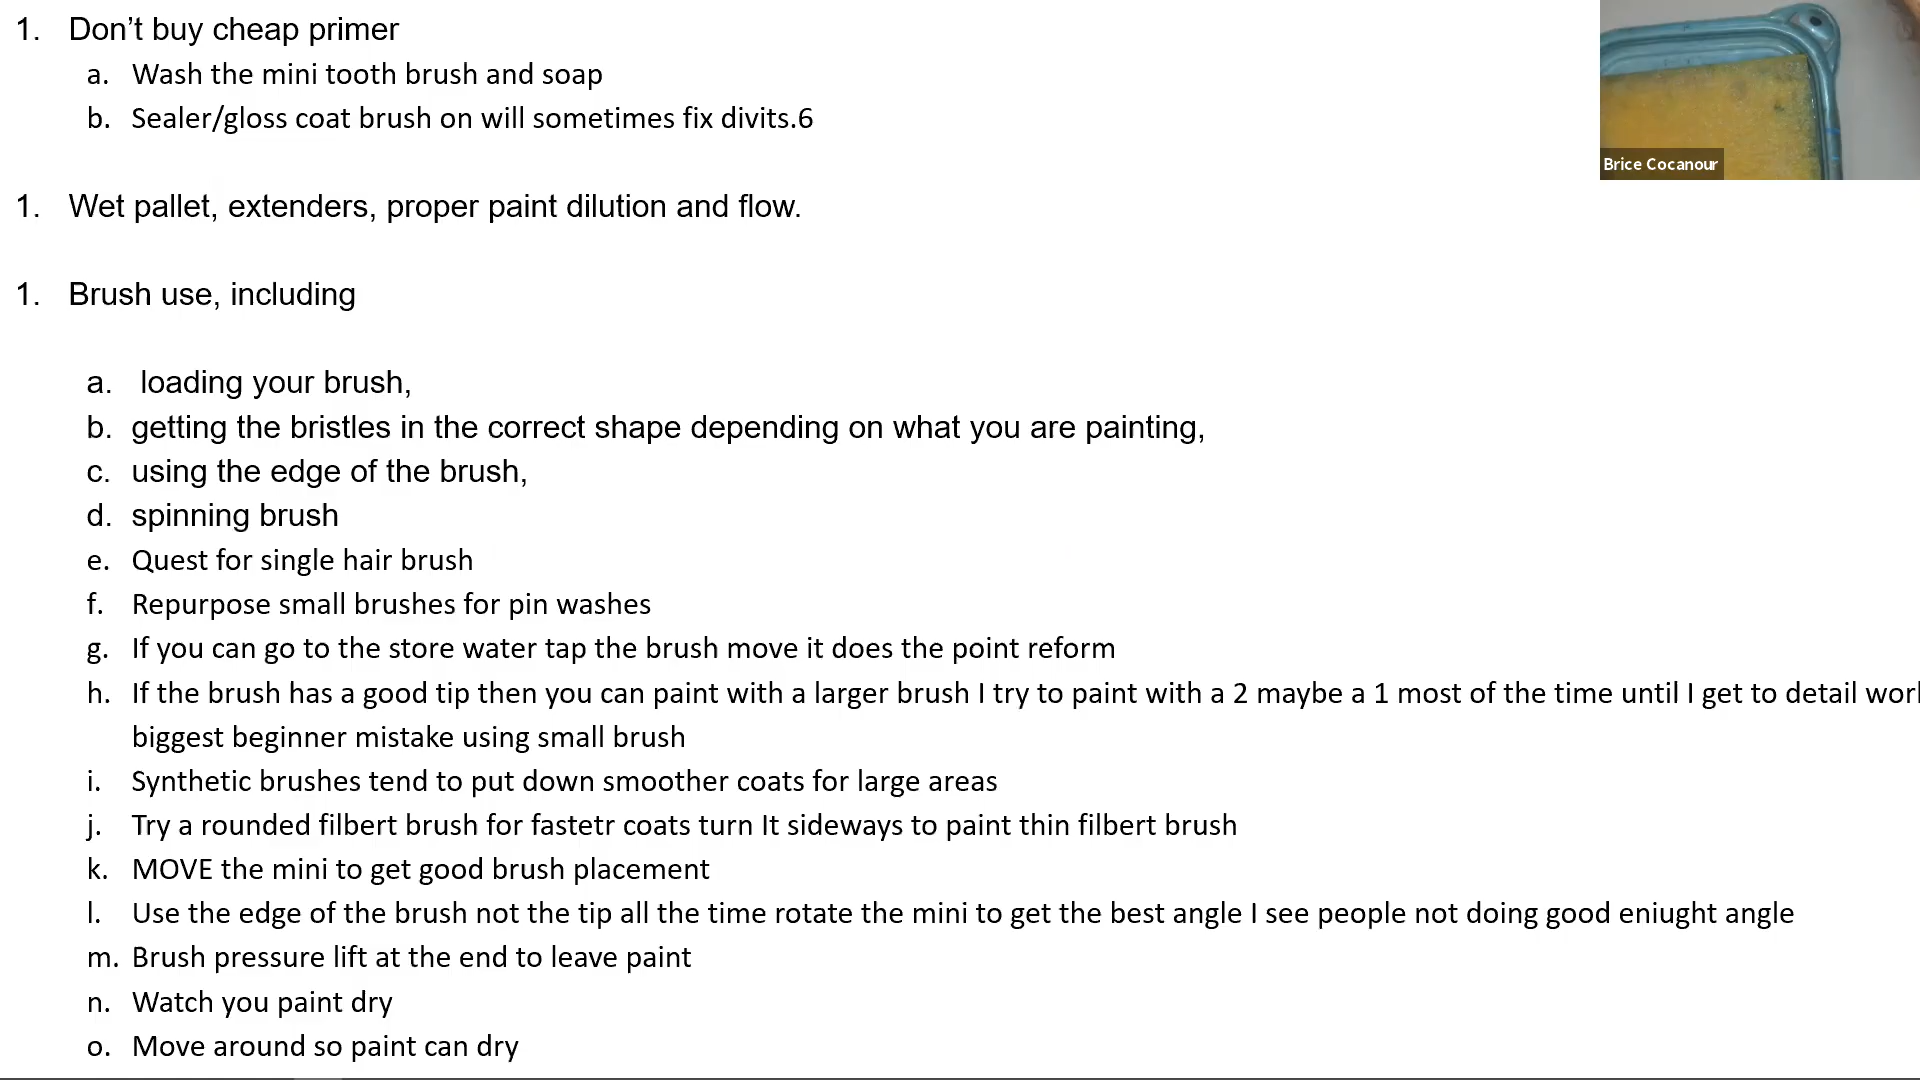 1. Don’t buy cheap primer
a. Wash the mini tooth brush and soap
b. Sealer/gloss coat brush on will sometimes fix divits.6
Brice Cocanour
1. Wet pallet, extenders, proper paint dilution and flow.
1. Brush use, including
a. loading your brush,
b. getting the bristles in the correct shape depending on what you are painting,
c. using the edge of the brush,
d. spinning brush
e. Quest for single hair brush
f. Repurpose small brushes for pin washes
g. If you can go to the store water tap the brush move it does the point reform
h. If the brush has a good tip then you can paint with a larger brush I try to paint with a 2 maybe a 1 most of the time until I get to detail
biggest beginner mistake using small brush
i. Synthetic brushes tend to put down smoother coats for large areas
j. Try a rounded filbert brush for fastetr coats turn It sideways to paint thin filbert brush
k. MOVE the mini to get good brush placement
l. Use the edge of the brush not the tip all the time rotate the mini to get the best angle I see people not doing good eniught angle
m. Brush pressure lift at the end to leave paint
n. Watch you paint dry
o. Move around so paint can dry